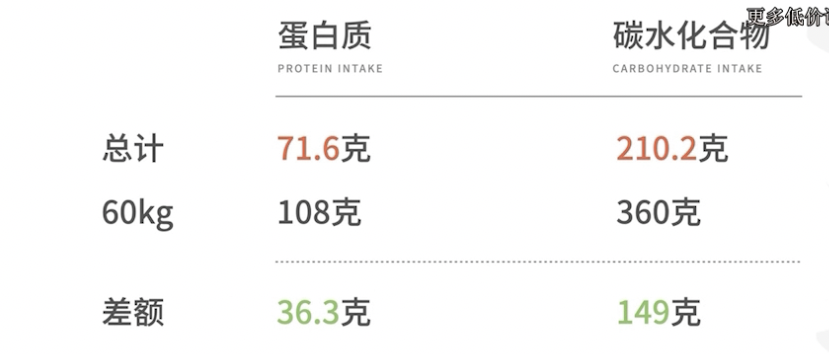 更多低价
蛋白质 碳水化合物
PROTEIN INTAKE CARBOHYDRATE INTAKE
总计 71.6克 210.2克
60kg 108克 360克
差额 36.3克 149克